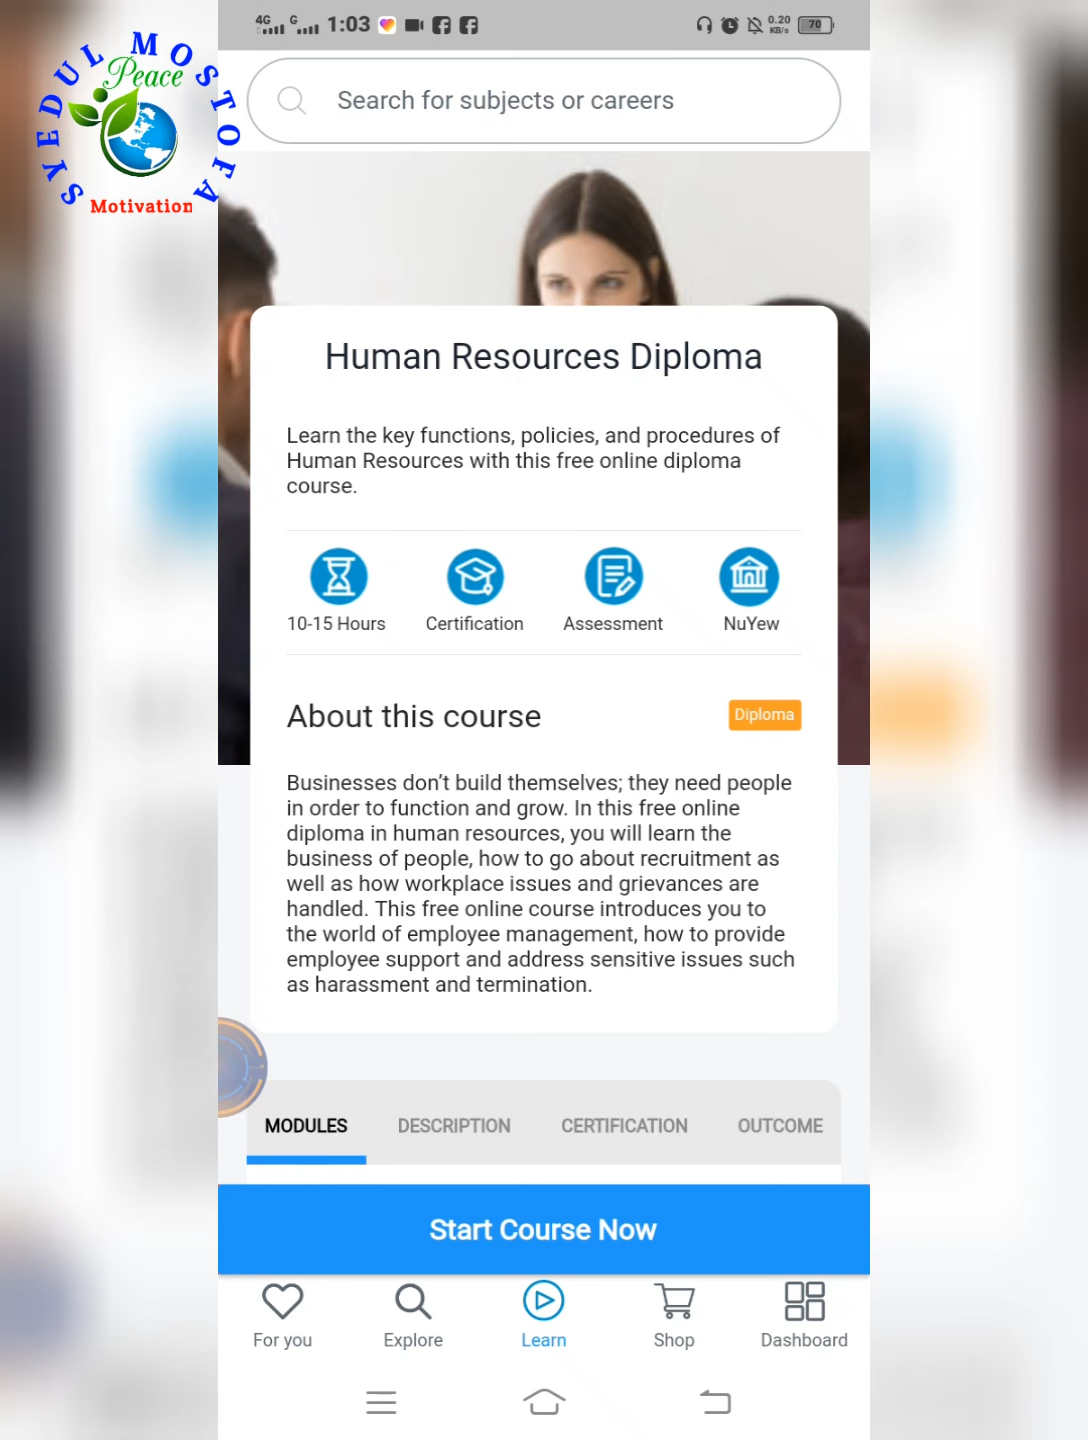 SYEDUL MOSTOFA
Peace
Motivation
4G G 1:03 0.20 KB/s 70
Search for subjects or careers
Human Resources Diploma
Learn the key functions, policies, and procedures of
Human Resources with this free online diploma
course.
10-15 Hours Certification Assessment NuYew
About this course Diploma
Businesses don’t build themselves; they need people
in order to function and grow. In this free online
diploma in human resources, you will learn the
business of people, how to go about recruitment as
well as how workplace issues and grievances are
handled. This free online course introduces you to
the world of employee management, how to provide
employee support and address sensitive issues such
as harassment and termination.
MODULES DESCRIPTION CERTIFICATION OUTCOME
Start Course Now
For you Explore Learn Shop Dashboard